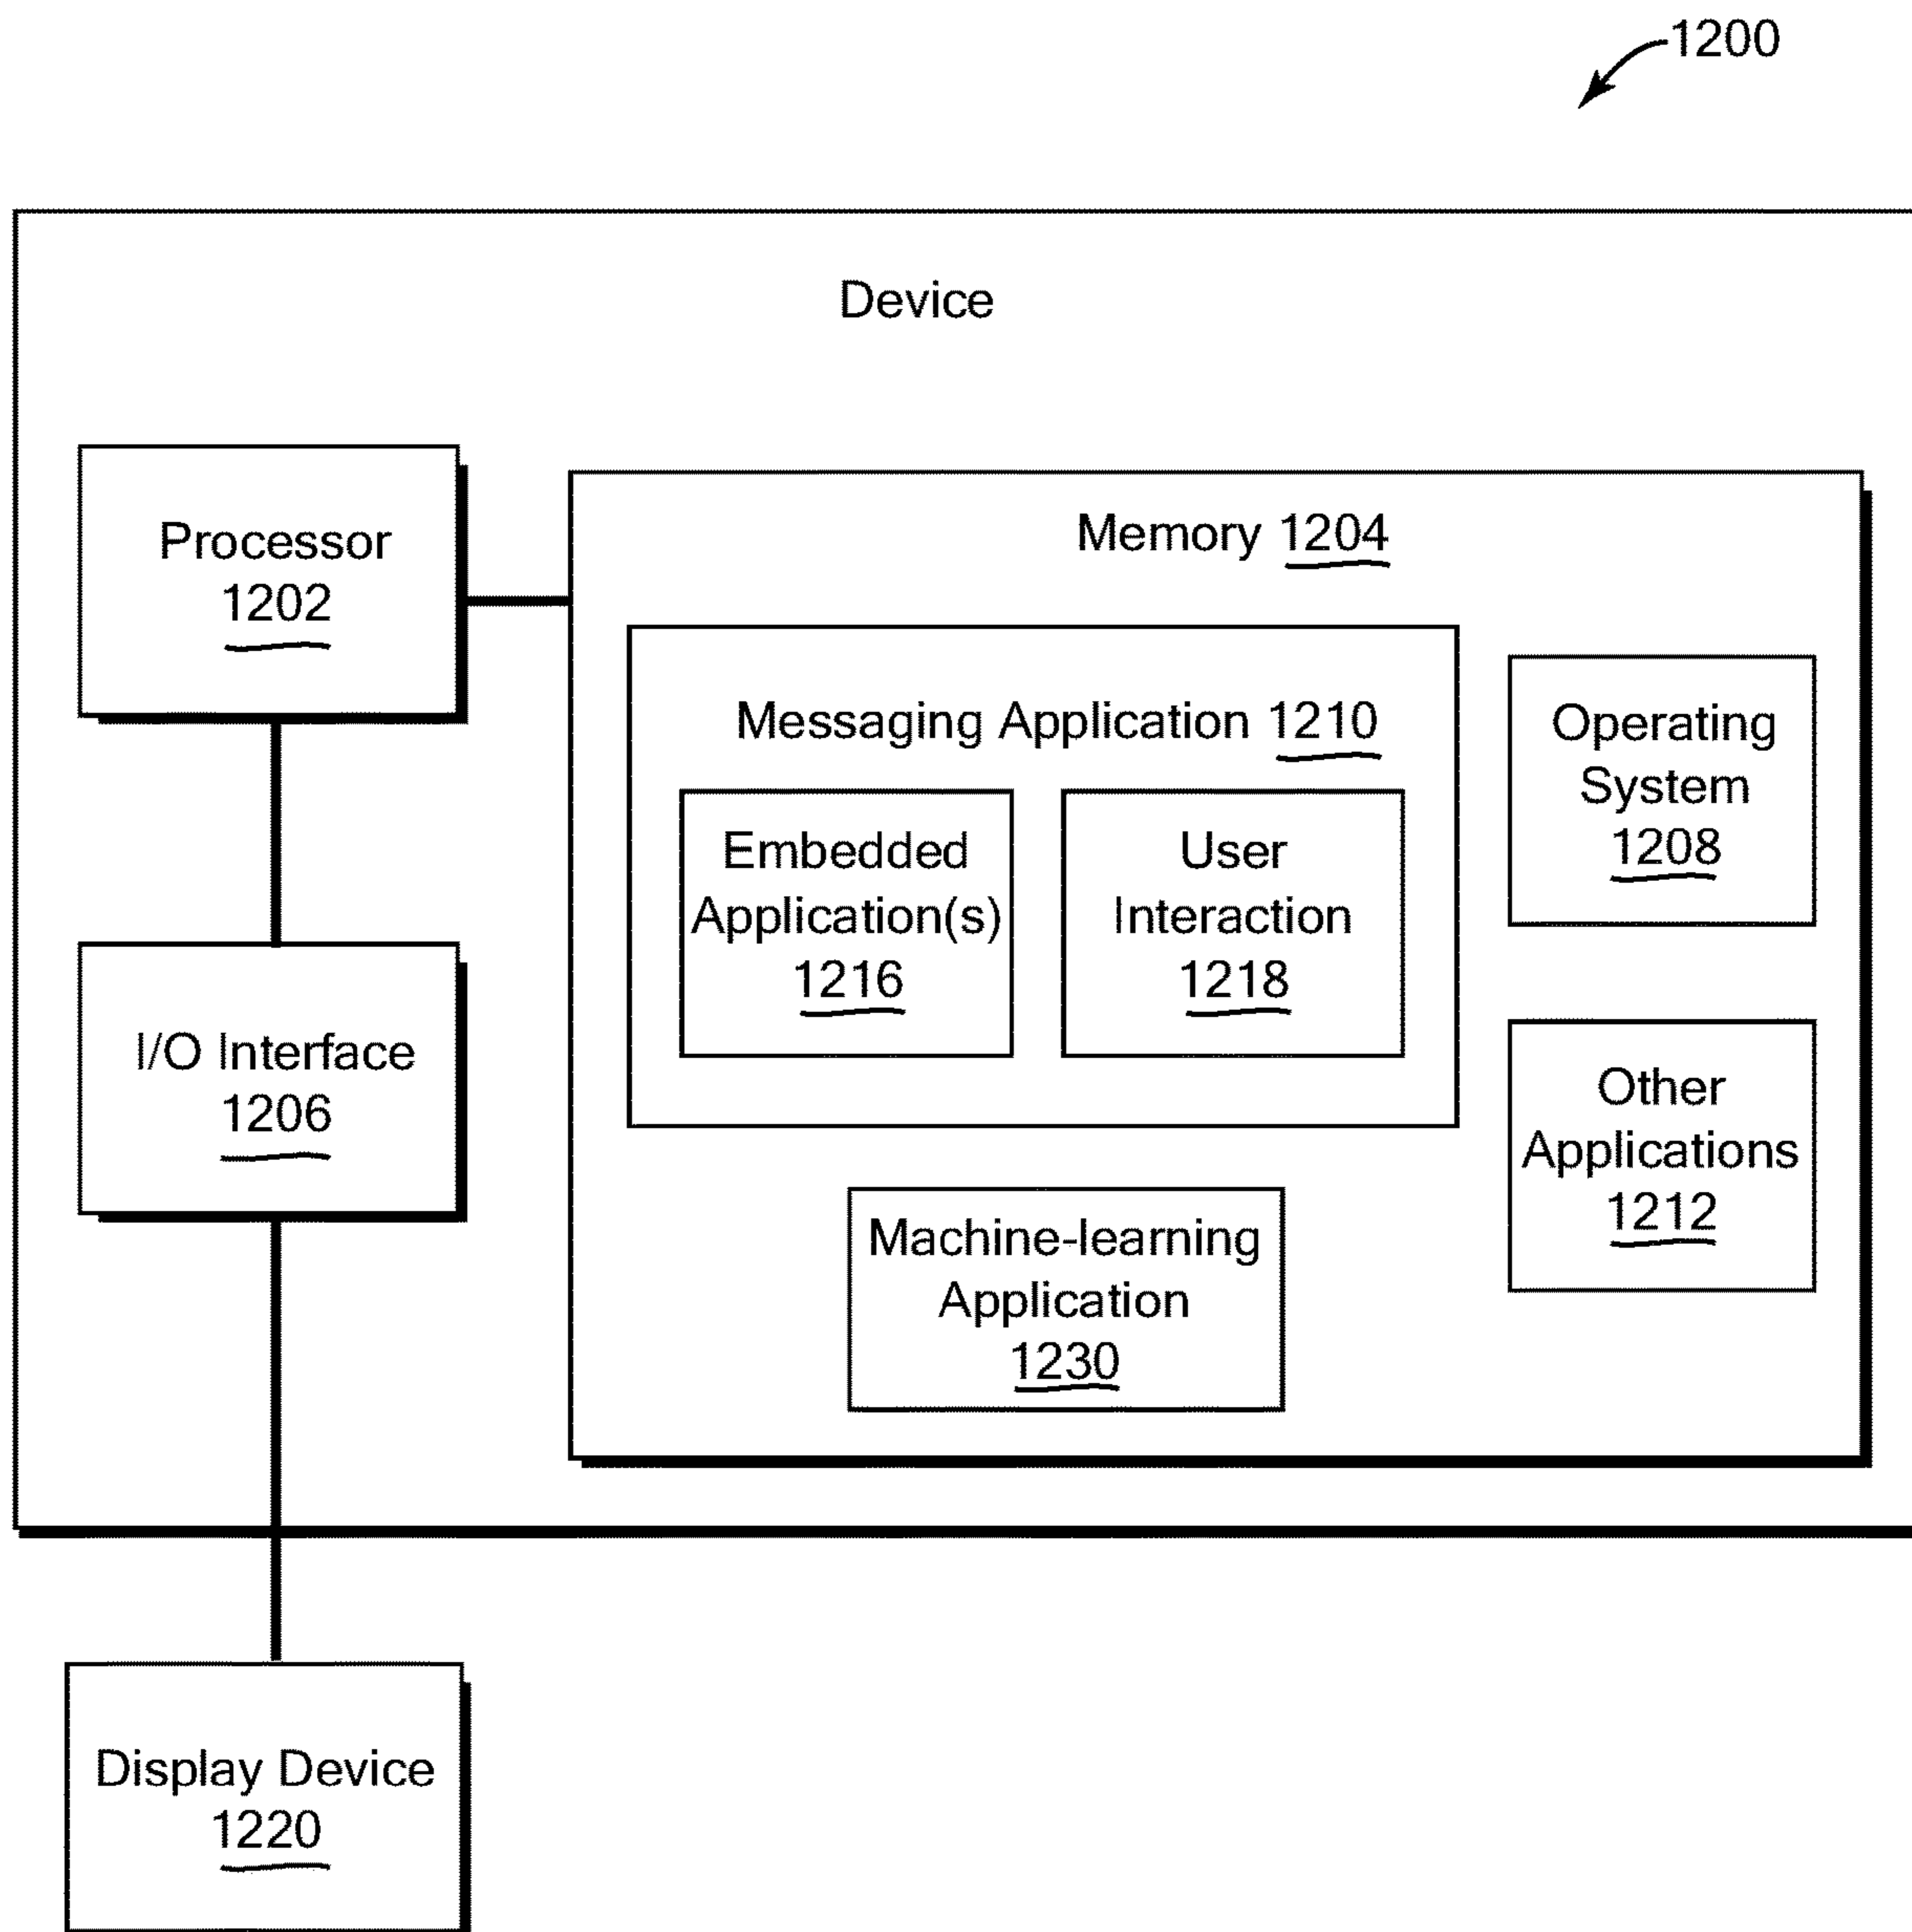 1200
Device
Processor
1202
Memory 1204
Messaging Application 1210
Embedded
Application(s)
1216
User
Interaction
1218
Operating
System
1208
I/O Interface
1206
Other
Applications
1212
Machine-learning
Application
1230
Display Device
1220